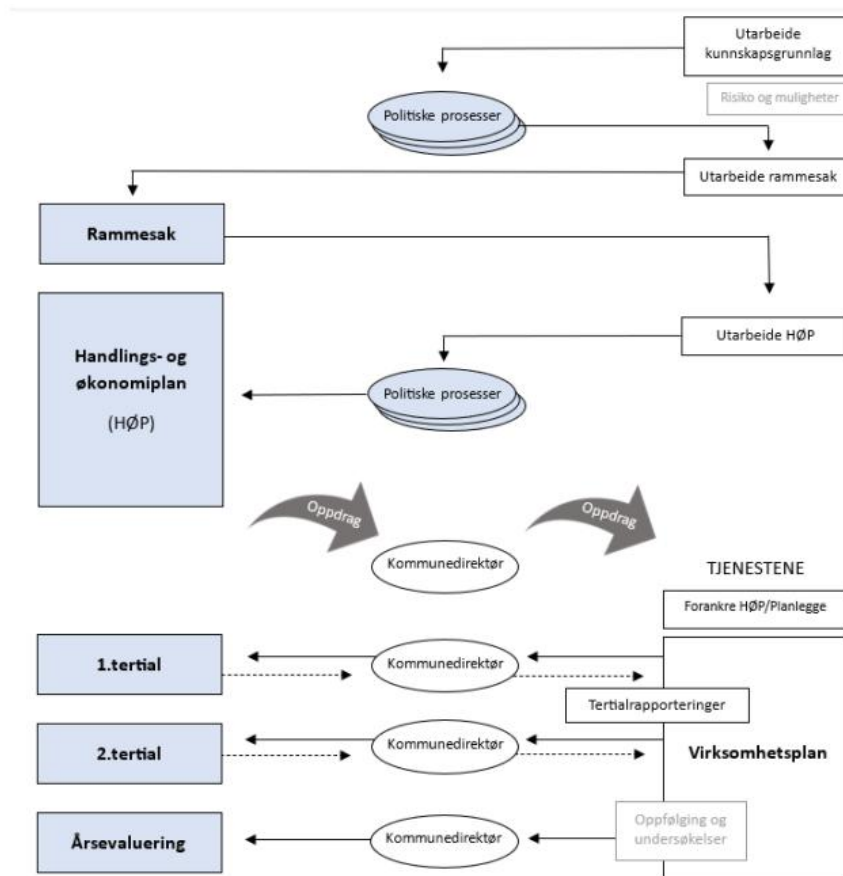 Utarbeide
kunnskapsgrunnlag
Risiko og muligheter
Politiske prosesser
Utarbeide rammesak
Rammesak
Utarbeide HØP
Handlings- og
økonomiplan
(HØP)
Politiske prosesser
Oppdrag
Oppdrag
Kommunedirektør
TJENESTENE
Forankre HØP/Planlegge
1.tertial
Kommunedirektør
Tertialrapporteringer
2.tertial
Kommunedirektør
Virksomhetsplan
Årsevaluering
Kommunedirektør
Oppfølging og
undersøkelser